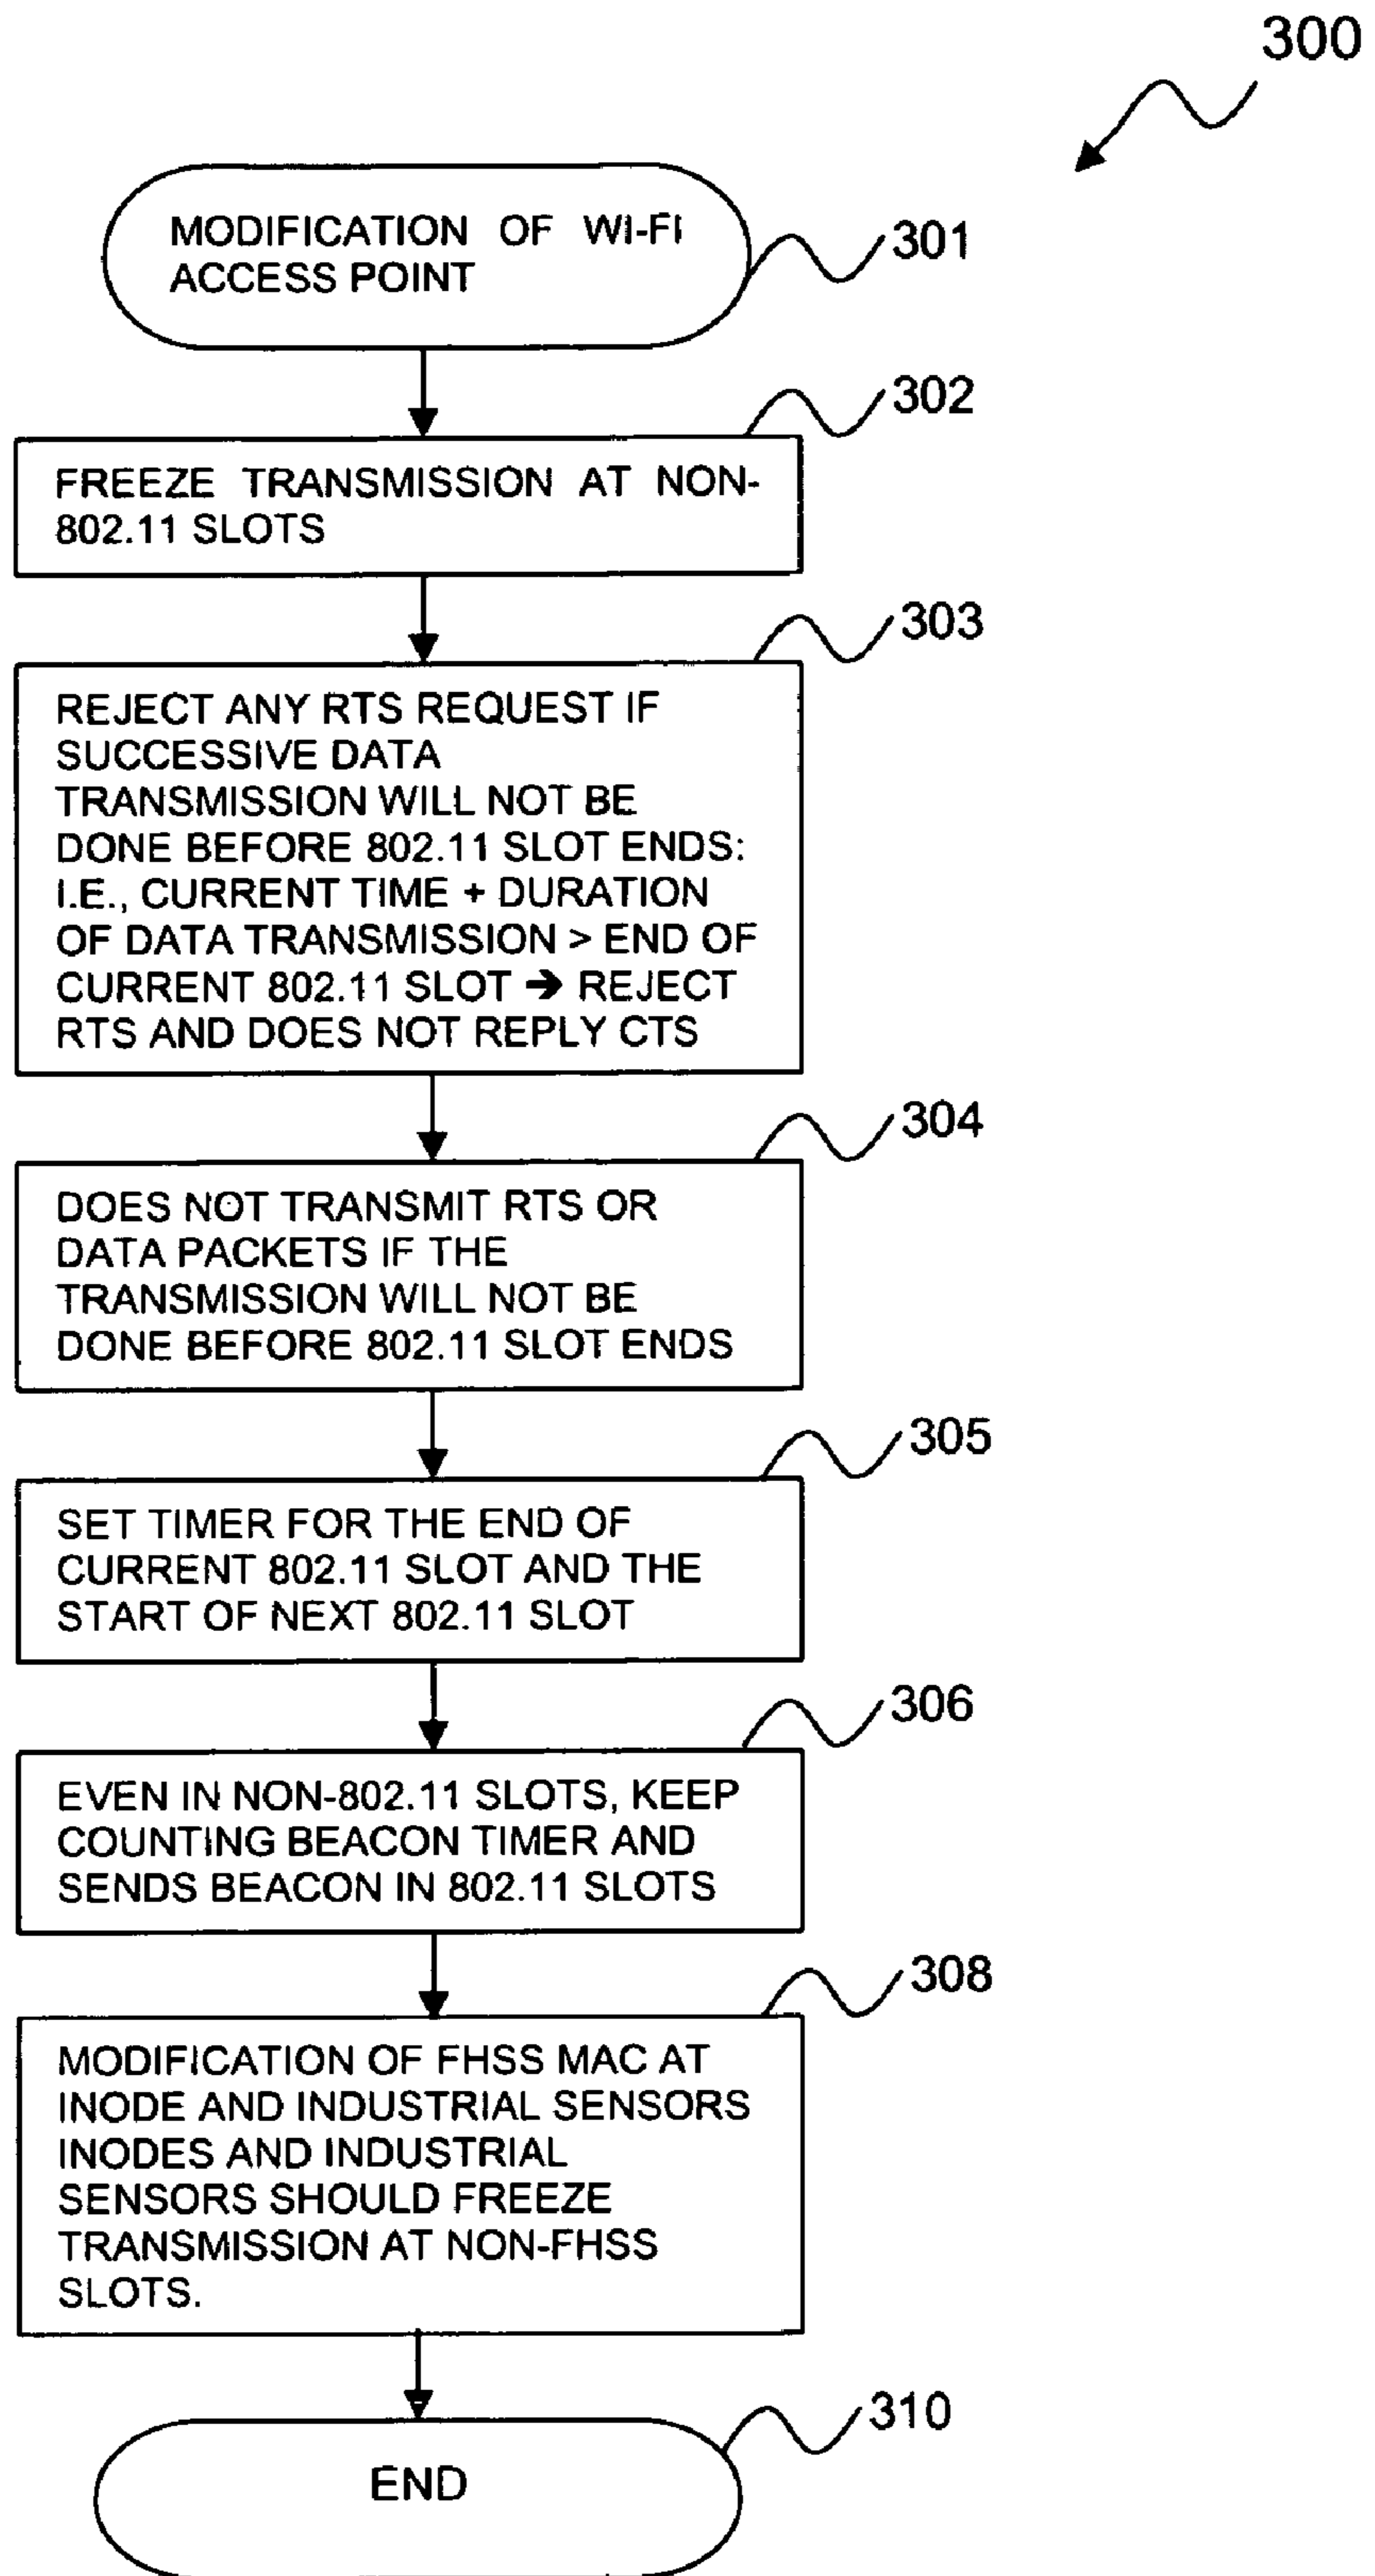 300
MODIFICATION OF WI-FI
ACCESS POINT
301
302
FREEZE TRANSMISSION AT NON-
802.11 SLOTS
303
REJECT ANY RTS REQUEST IF
SUCCESSIVE DATA
TRANSMISSION WILL NOT BE
DONE BEFORE 802.11 SLOT ENDS:
I.E., CURRENT TIME + DURATION
OF DATA TRANSMISSION > END OF
CURRENT 802.11 SLOT ➔ REJECT
RTS AND DOES NOT REPLY CTS
304
DOES NOT TRANSMIT RTS OR
DATA PACKETS IF THE
TRANSMISSION WILL NOT BE
DONE BEFORE 802.11 SLOT ENDS
305
SET TIMER FOR THE END OF
CURRENT 802.11 SLOT AND THE
START OF NEXT 802.11 SLOT
306
EVEN IN NON-802.11 SLOTS, KEEP
COUNTING BEACON TIMER AND
SENDS BEACON IN 802.11 SLOTS
308
MODIFICATION OF FHSS MAC AT
INODE AND INDUSTRIAL SENSORS
INODES AND INDUSTRIAL
SENSORS SHOULD FREEZE
TRANSMISSION AT NON-FHSS
SLOTS.
310
END